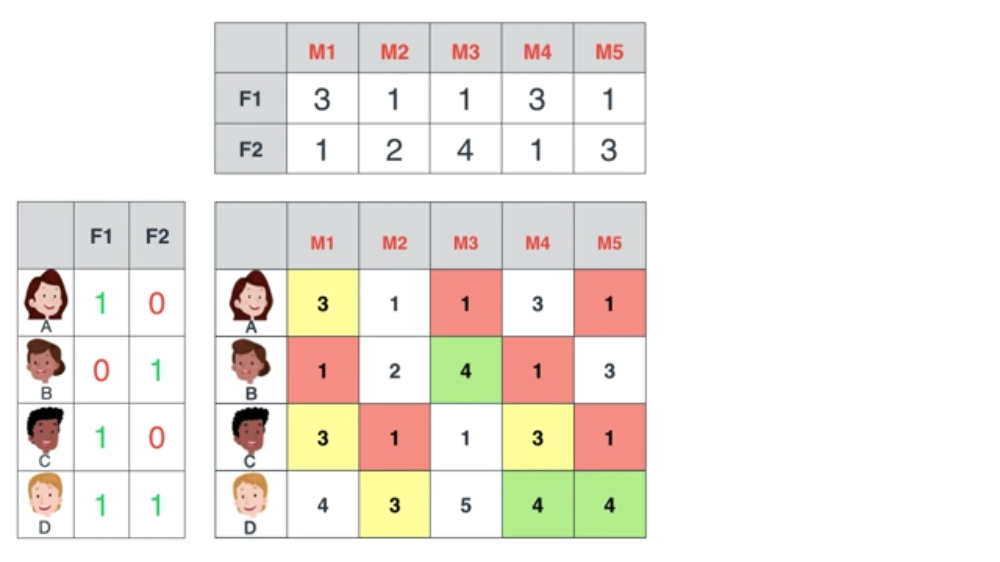 M1 M2 M3 M4 M5
F1 3 1 1 3 1
F2 1 2 4 1 3
F1 F2
A 1 0
B 0 1
C 1 0
D 1 1
M1 M2 M3 M4 M5
A 3 1 1 3 1
B 1 2 4 1 3
C 3 1 1 3 1
D 4 3 5 4 4